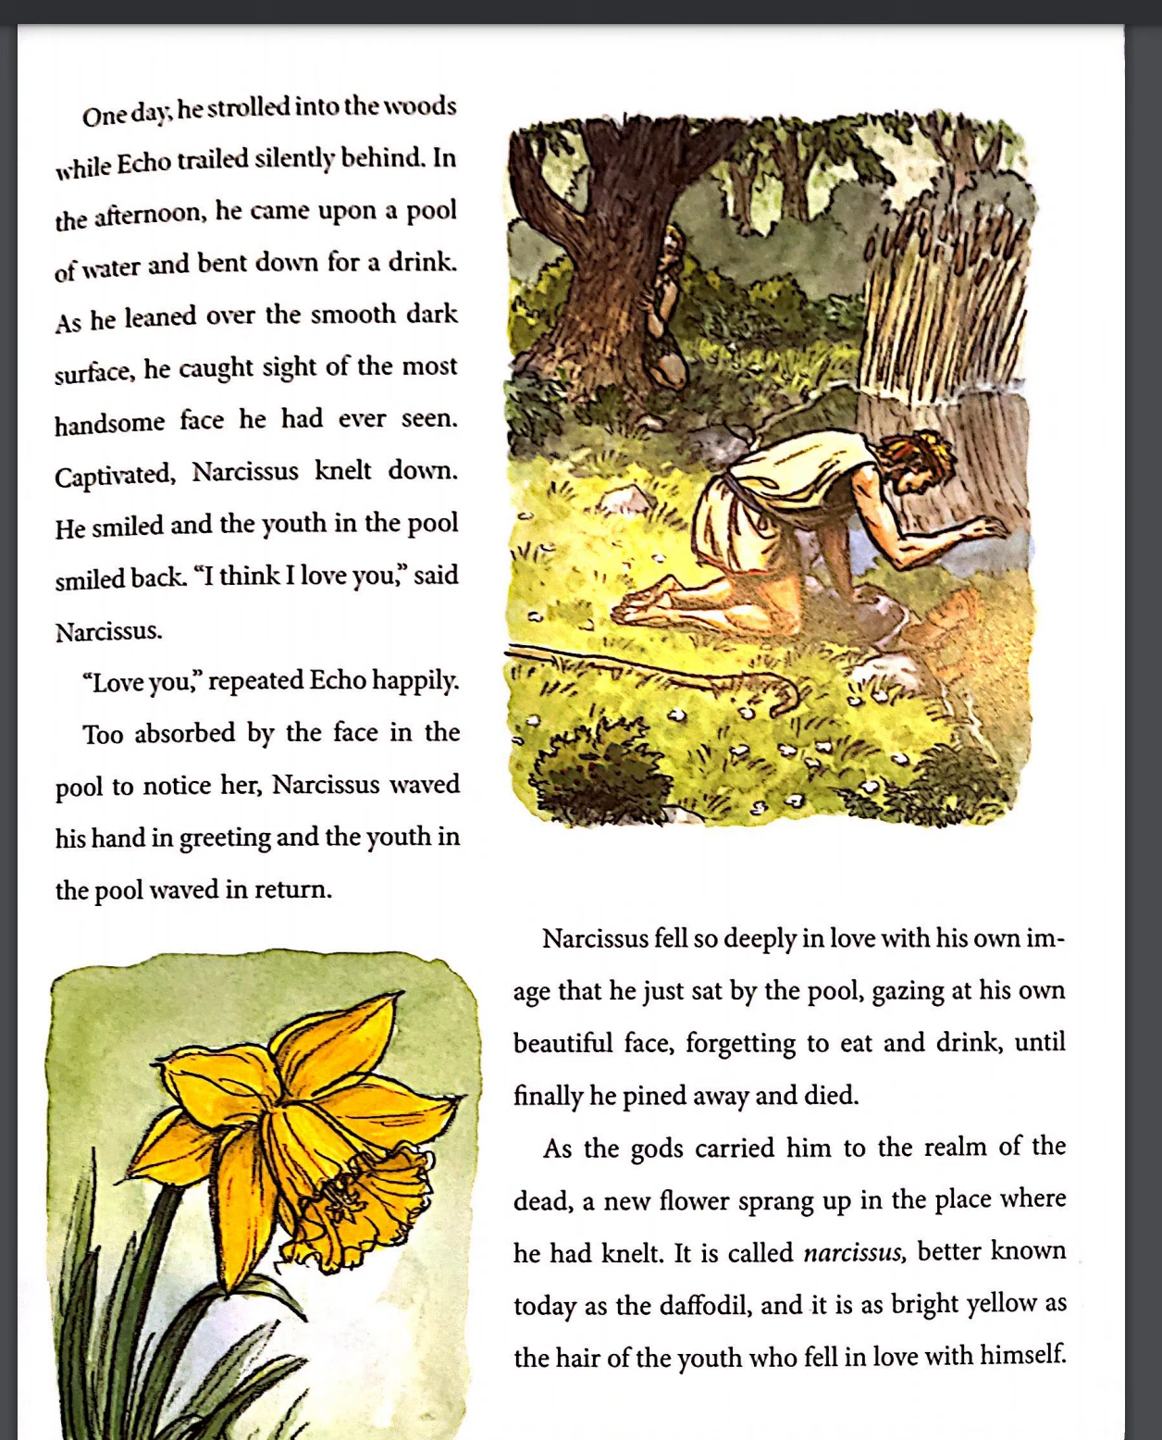 One day, he strolled into the woods
while Echo trailed silently behind. In
the afternoon, he came upon a pool
of water and bent down for a drink.
As he leaned over the smooth dark
surface, he caught sight of the most
handsome face he had ever seen.
Captivated, Narcissus knelt down.
He smiled and the youth in the pool
smiled back. “I think I love you,” said
Narcissus.
“Love you,” repeated Echo happily.
Too absorbed by the face in the
pool to notice her, Narcissus waved
his hand in greeting and the youth in
the pool waved in return.
Narcissus fell so deeply in love with his own im-
age that he just sat by the pool, gazing at his own
beautiful face, forgetting to eat and drink, until
finally he pined away and died.
As the gods carried him to the realm of the
dead, a new flower sprang up in the place where
he had knelt. It is called narcissus, better known
today as the daffodil, and it is as bright yellow as
the hair of the youth who fell in love with himself.